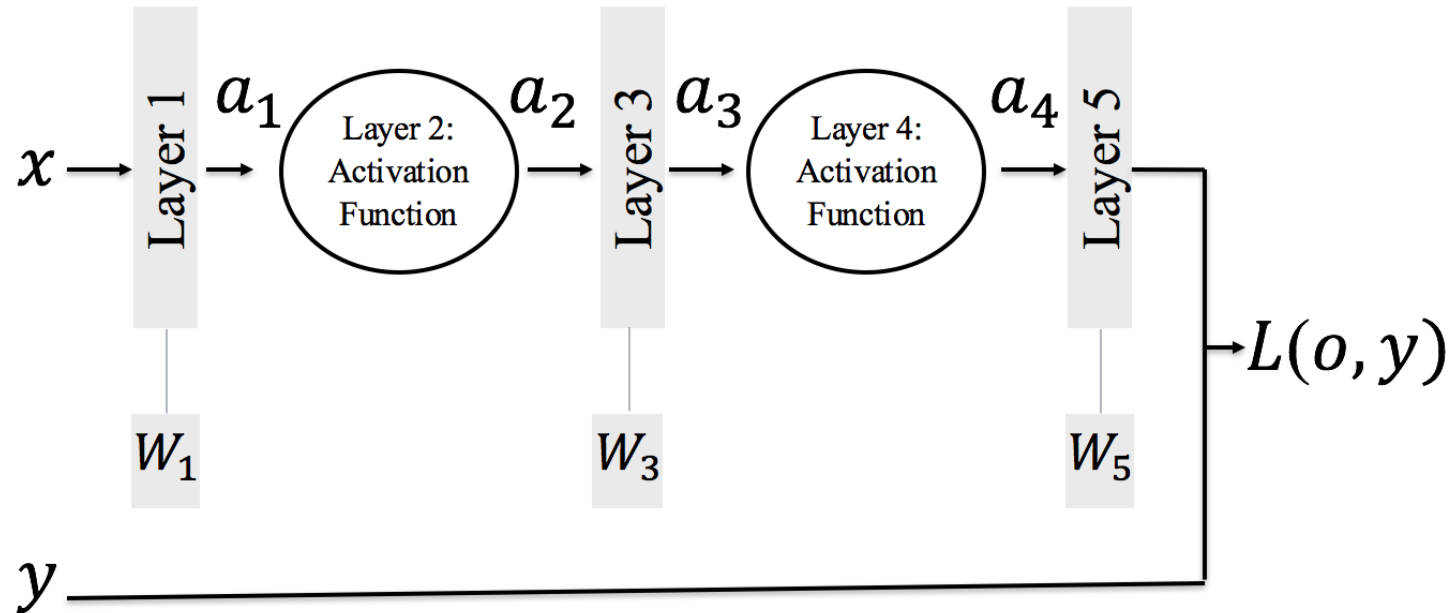 x
Layer 1
a₁
Layer 2:
Activation
Function
a₂
Layer 3
a₃
Layer 4:
Activation
Function
a₄
Layer 5
L(o, y)
W₁
W₃
W₅
y